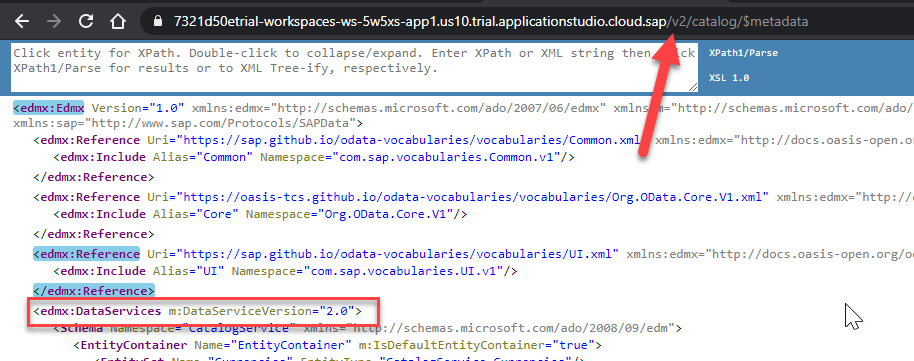 7321d50etrial-workspaces-ws-5w5xs-app1.us10.trial.applicationstudio.cloud.sap/v2/catalog/$metadata
Click entity for XPath. Double-click to collapse/expand. Enter XPath or XML string then click
XPath1/Parse for results or to XML Tree-ify, respectively.
XPath1/Parse
XSL 1.0
<edmx:Edmx Version="1.0" xmlns:edmx="http://schemas.microsoft.com/ado/2007/06/edmx" xmlns:m="http://schemas.microsoft.com/ado/
xmlns:sap="http://www.sap.com/Protocols/SAPData">
<edmx:Reference Uri="https://sap.github.io/odata-vocabularies/vocabularies/Common.xml" xmlns:edmx="http://docs.oasis-open.org/
<edmx:Include Alias="Common" Namespace="com.sap.vocabularies.Common.v1"/>
</edmx:Reference>
<edmx:Reference Uri="https://oasis-tcs.github.io/odata-vocabularies/vocabularies/Org.OData.Core.V1.xml" xmlns:edmx="http://
<edmx:Include Alias="Core" Namespace="Org.OData.Core.V1"/>
</edmx:Reference>
<edmx:Reference Uri="https://sap.github.io/odata-vocabularies/vocabularies/UI.xml" xmlns:edmx="http://docs.oasis-open.org/
<edmx:Include Alias="UI" Namespace="com.sap.vocabularies.UI.v1"/>
</edmx:Reference>
<edmx:DataServices m:DataServiceVersion="2.0">
<Schema Namespace="CatalogService" xmlns="http://schemas.microsoft.com/ado/2008/09/edm">
<EntityContainer Name="EntityContainer" m:IsDefaultEntityContainer="true">